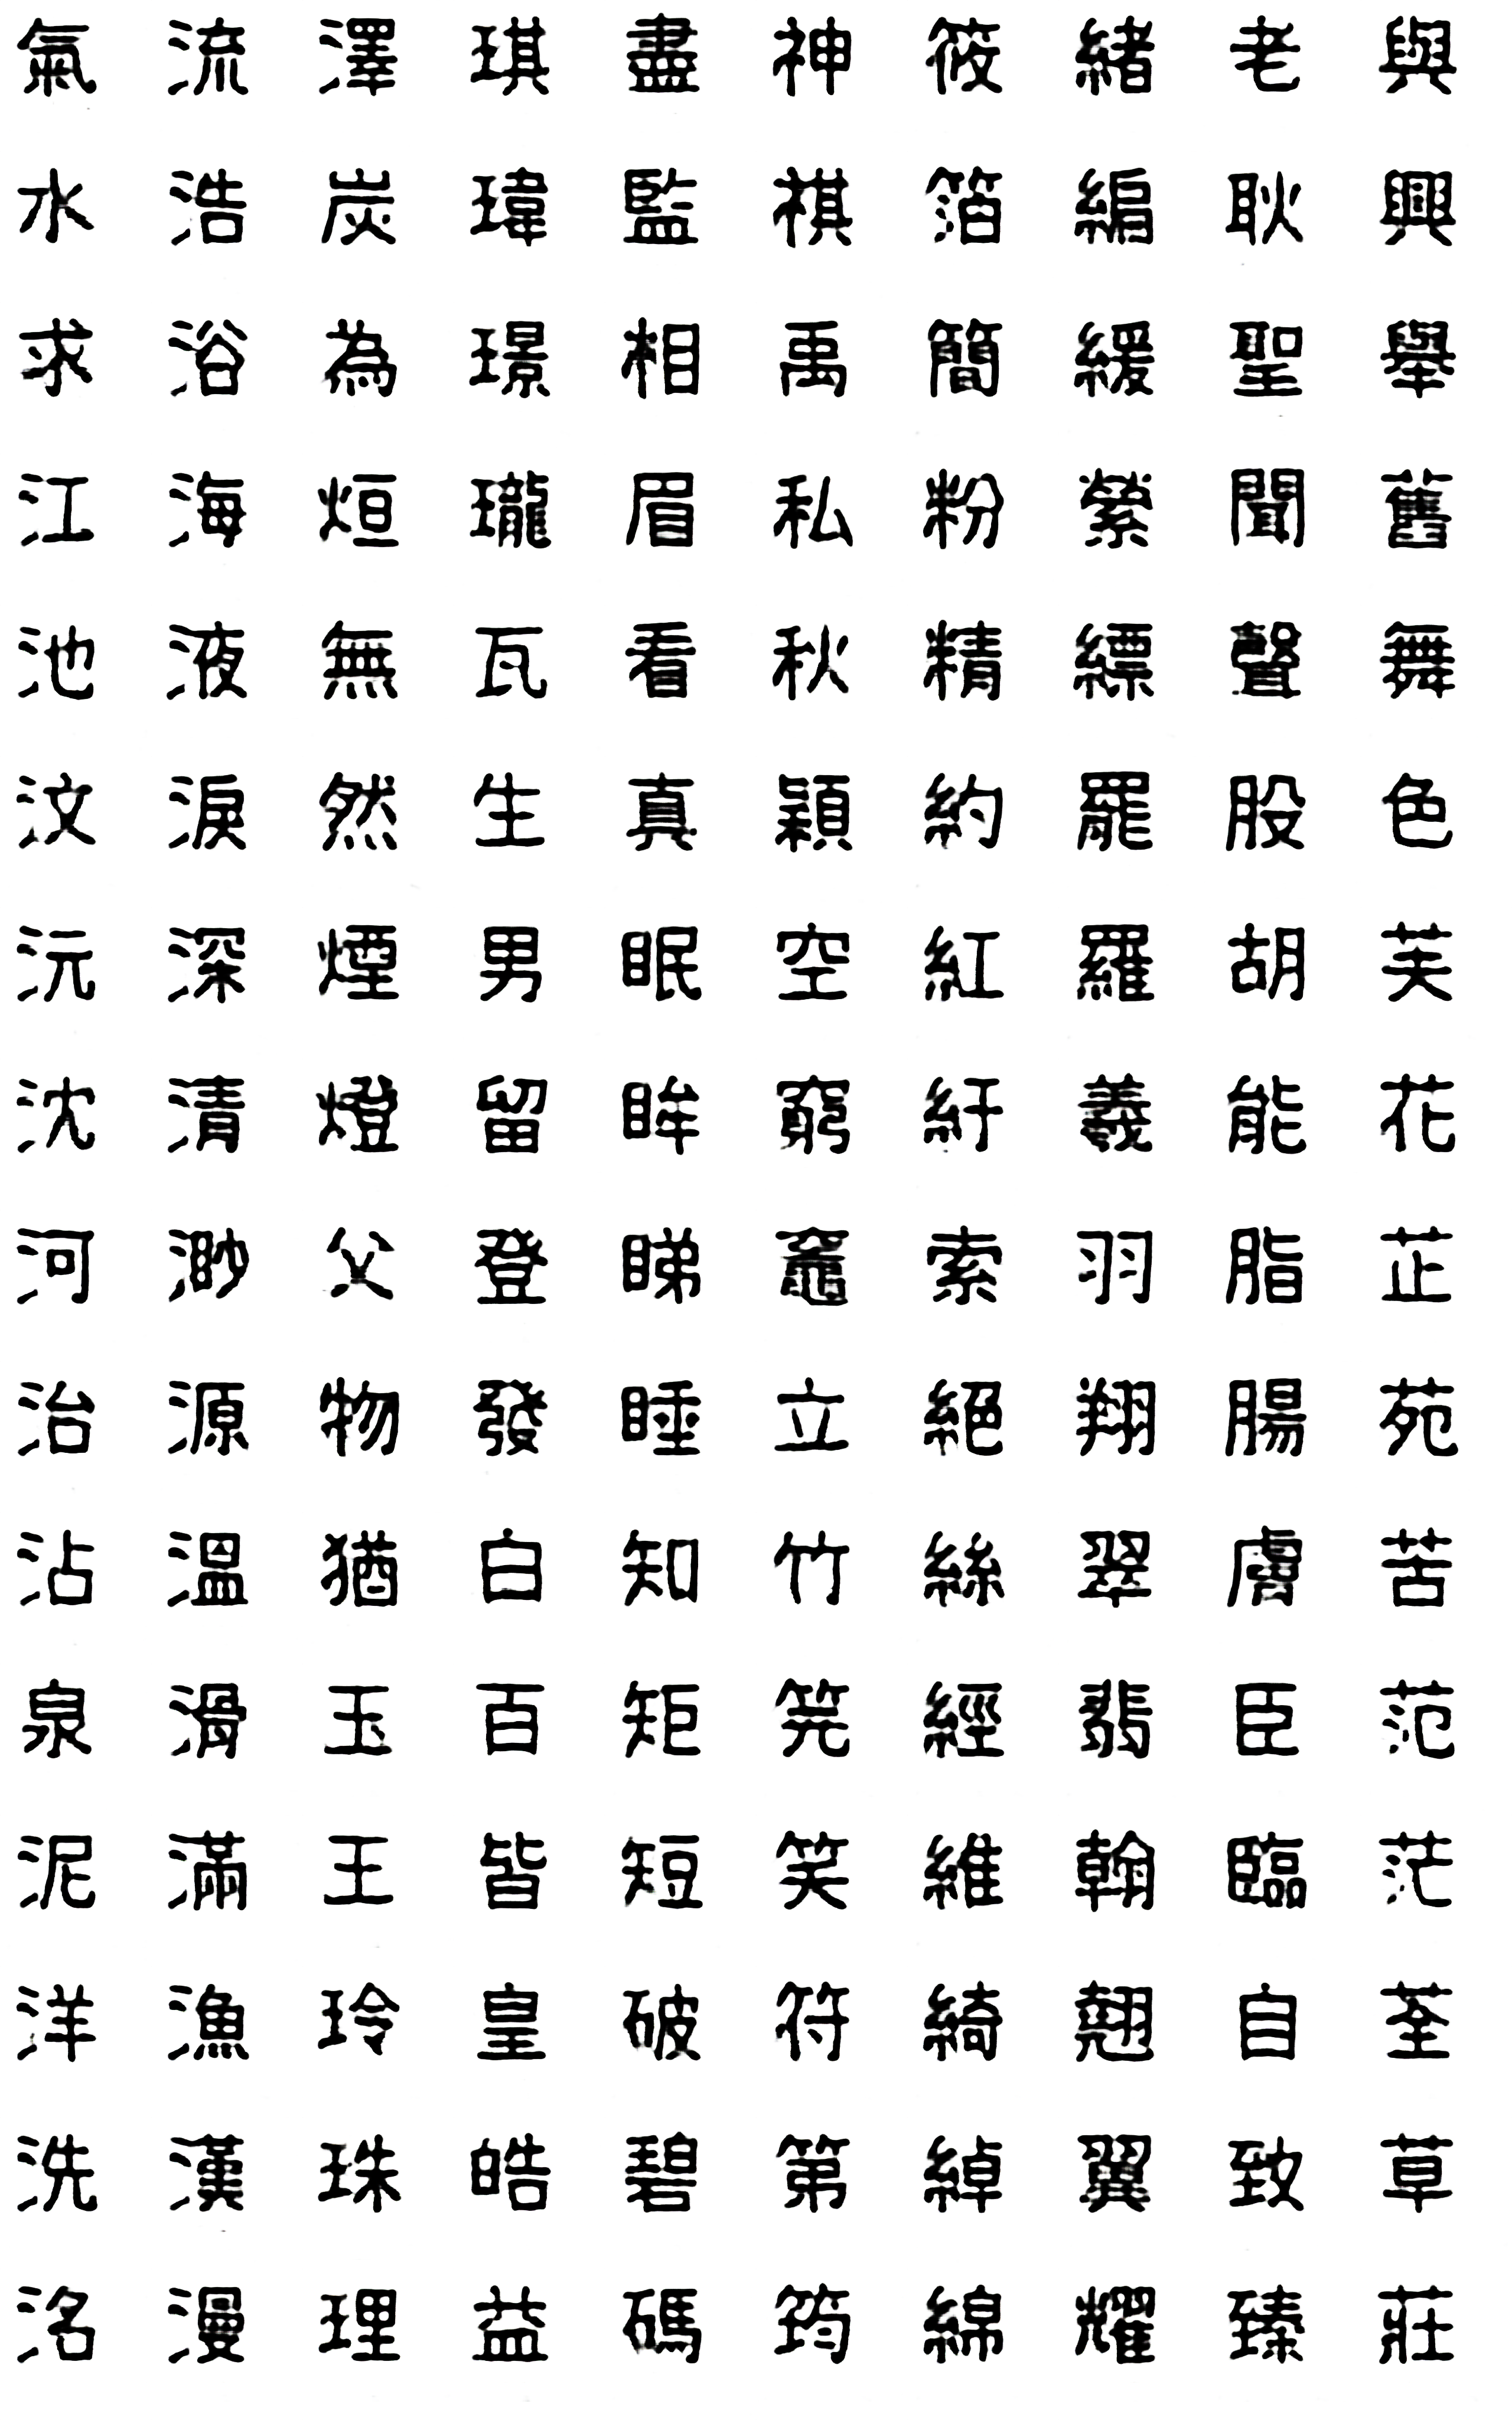 氣流澤琪盡神筱緒老與
水浩炭瑋監祺箔編耿興
求浴為璟相禹簡緩聖舉
江海烜瓏眉私粉縈聞舊
池液無瓦看秋精縹聲舞
汶淚然生真穎約罷股色
沅深煙男眠空紅羅胡芙
沈清燈留眸窮紆羲能花
河渺父登睇竈索羽脂芷
治源物發睡立絕翔腸苑
沾溫猶白知竹絲翠膚苦
泉滑玉百矩笎經翡臣范
泥滿王皆短笑維翰臨茫
洋漁玲皇破符綺翹自荃
洗漢珠皓碧第綽翼致草
洛漫理益碼筠綿耀臻莊